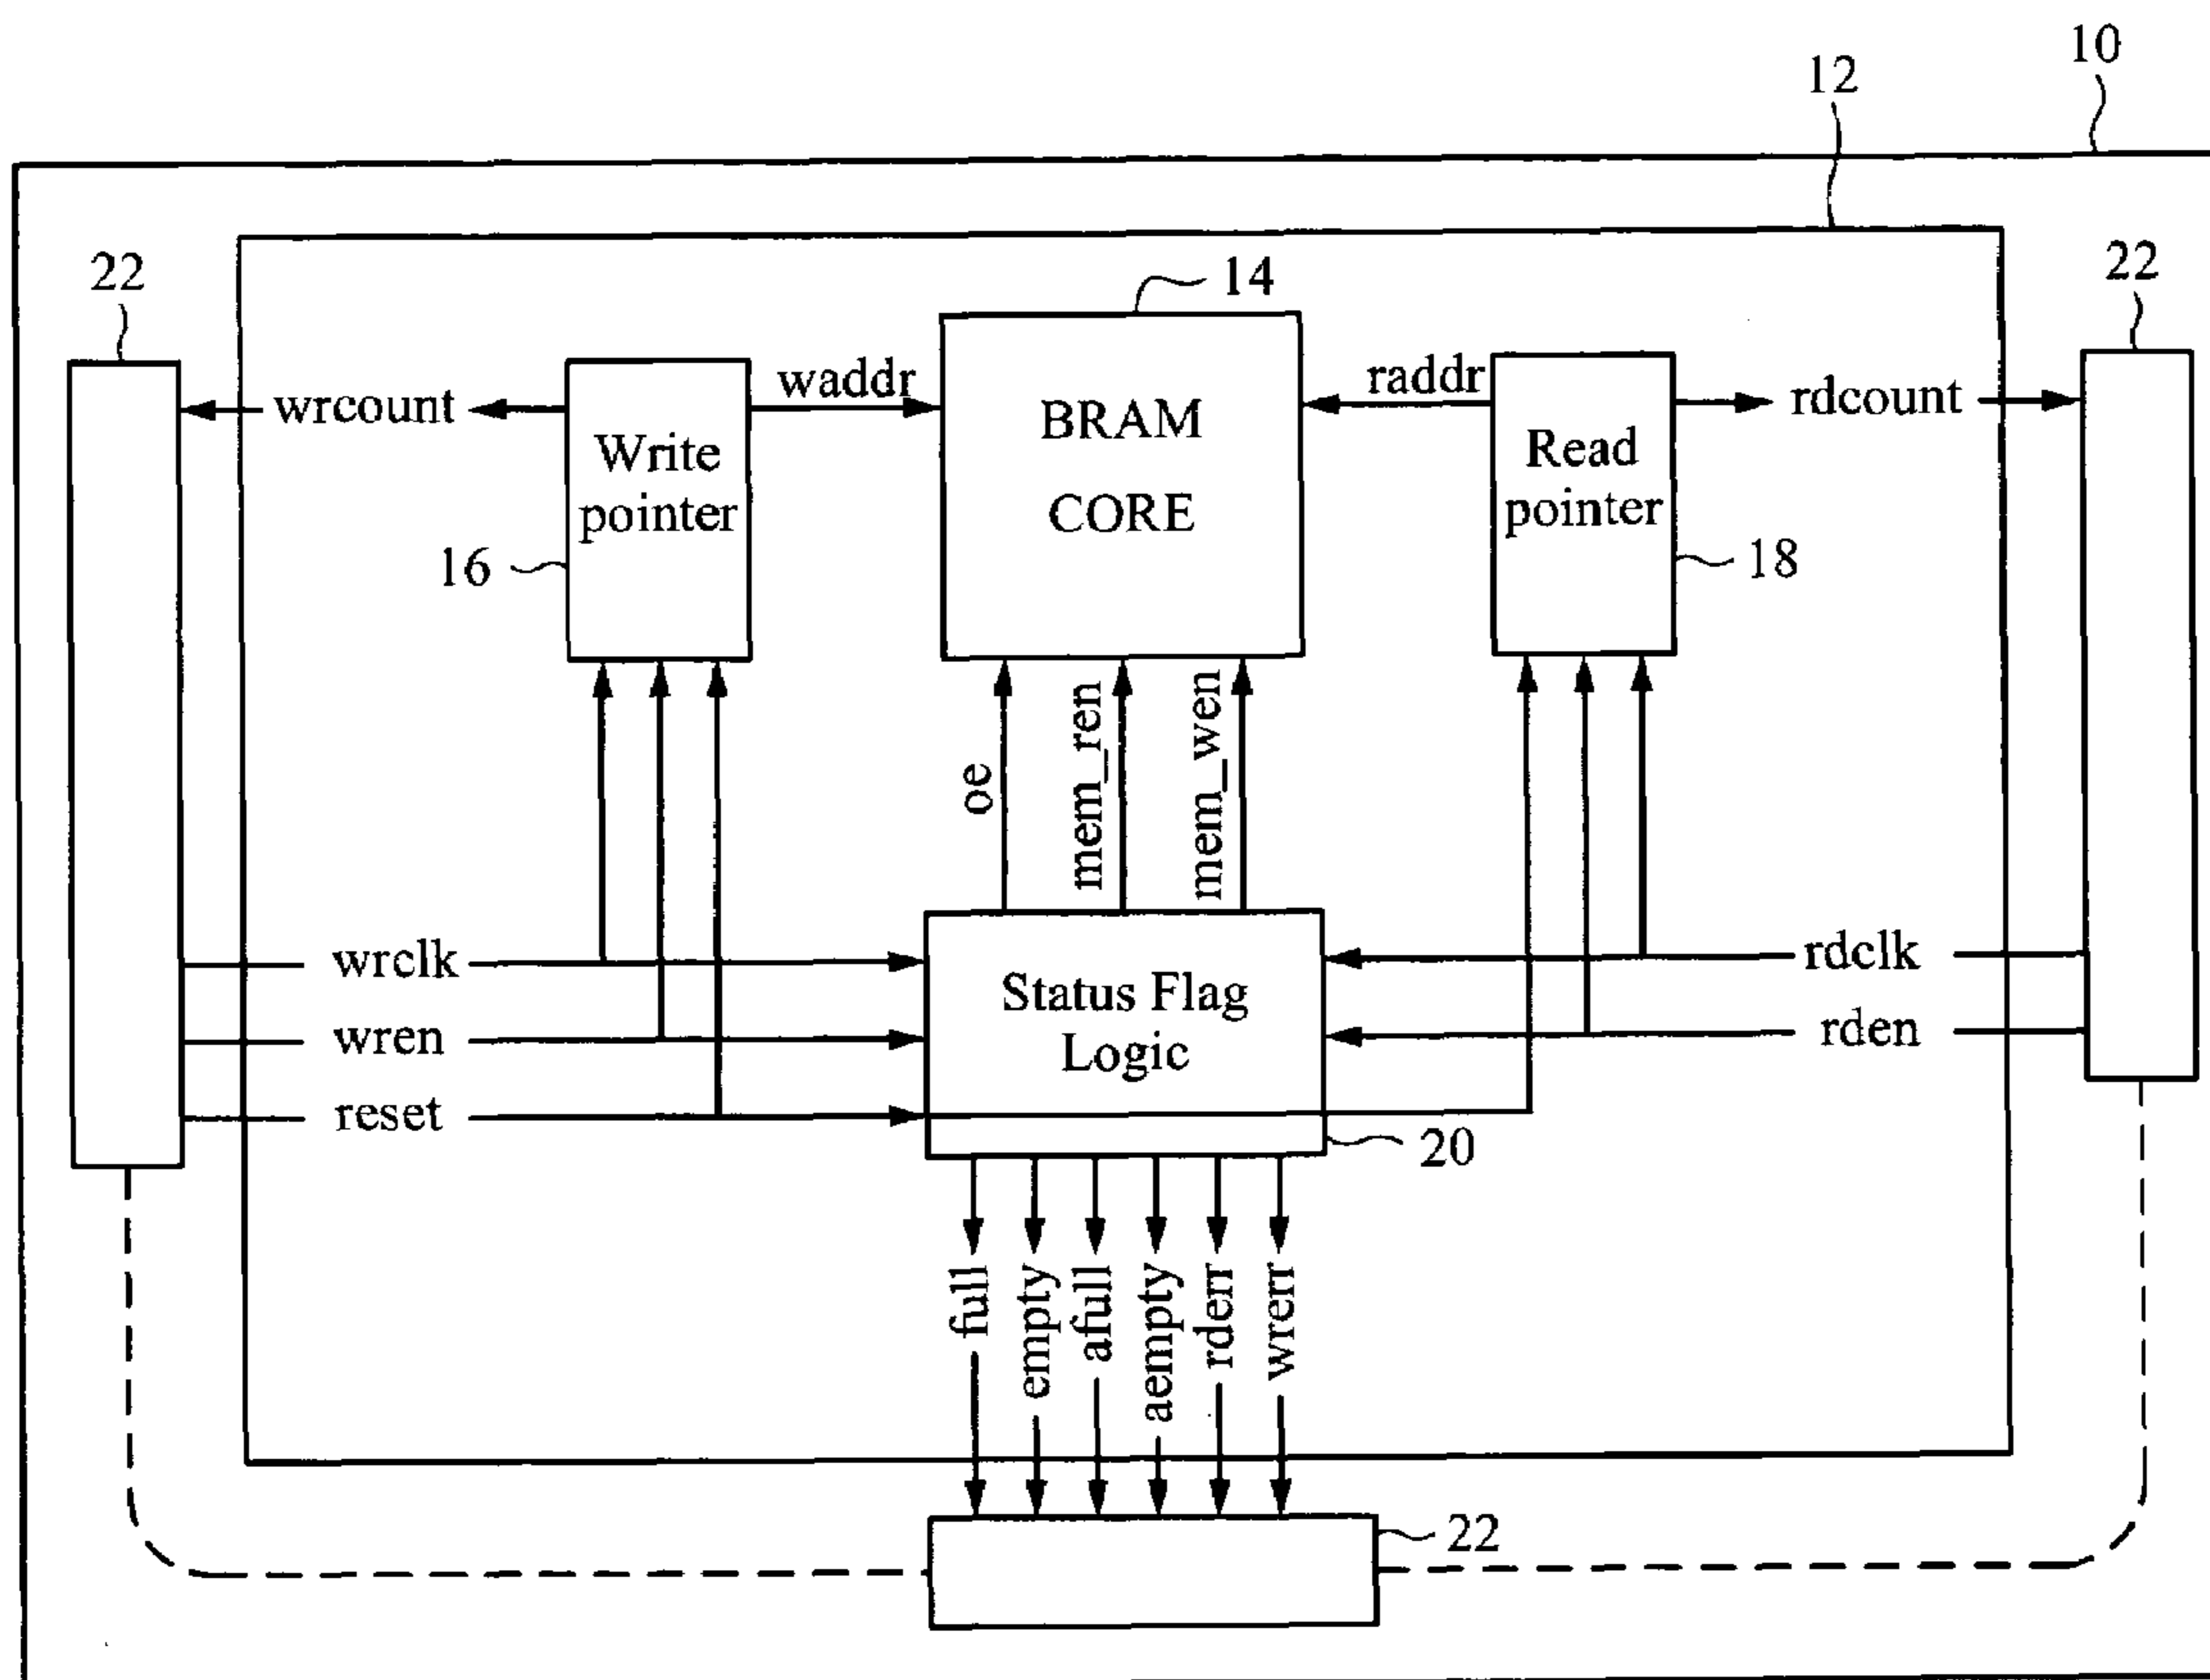 10
12
22
14
22
wrcount
waddr
BRAM
CORE
raddr
rdcount
Write
pointer
Read
pointer
16
18
oe
mem_ren
mem_wen
wrclk
wren
reset
Status Flag
Logic
rdclk
rden
20
full
empty
afull
aempty
rderr
wrerr
22